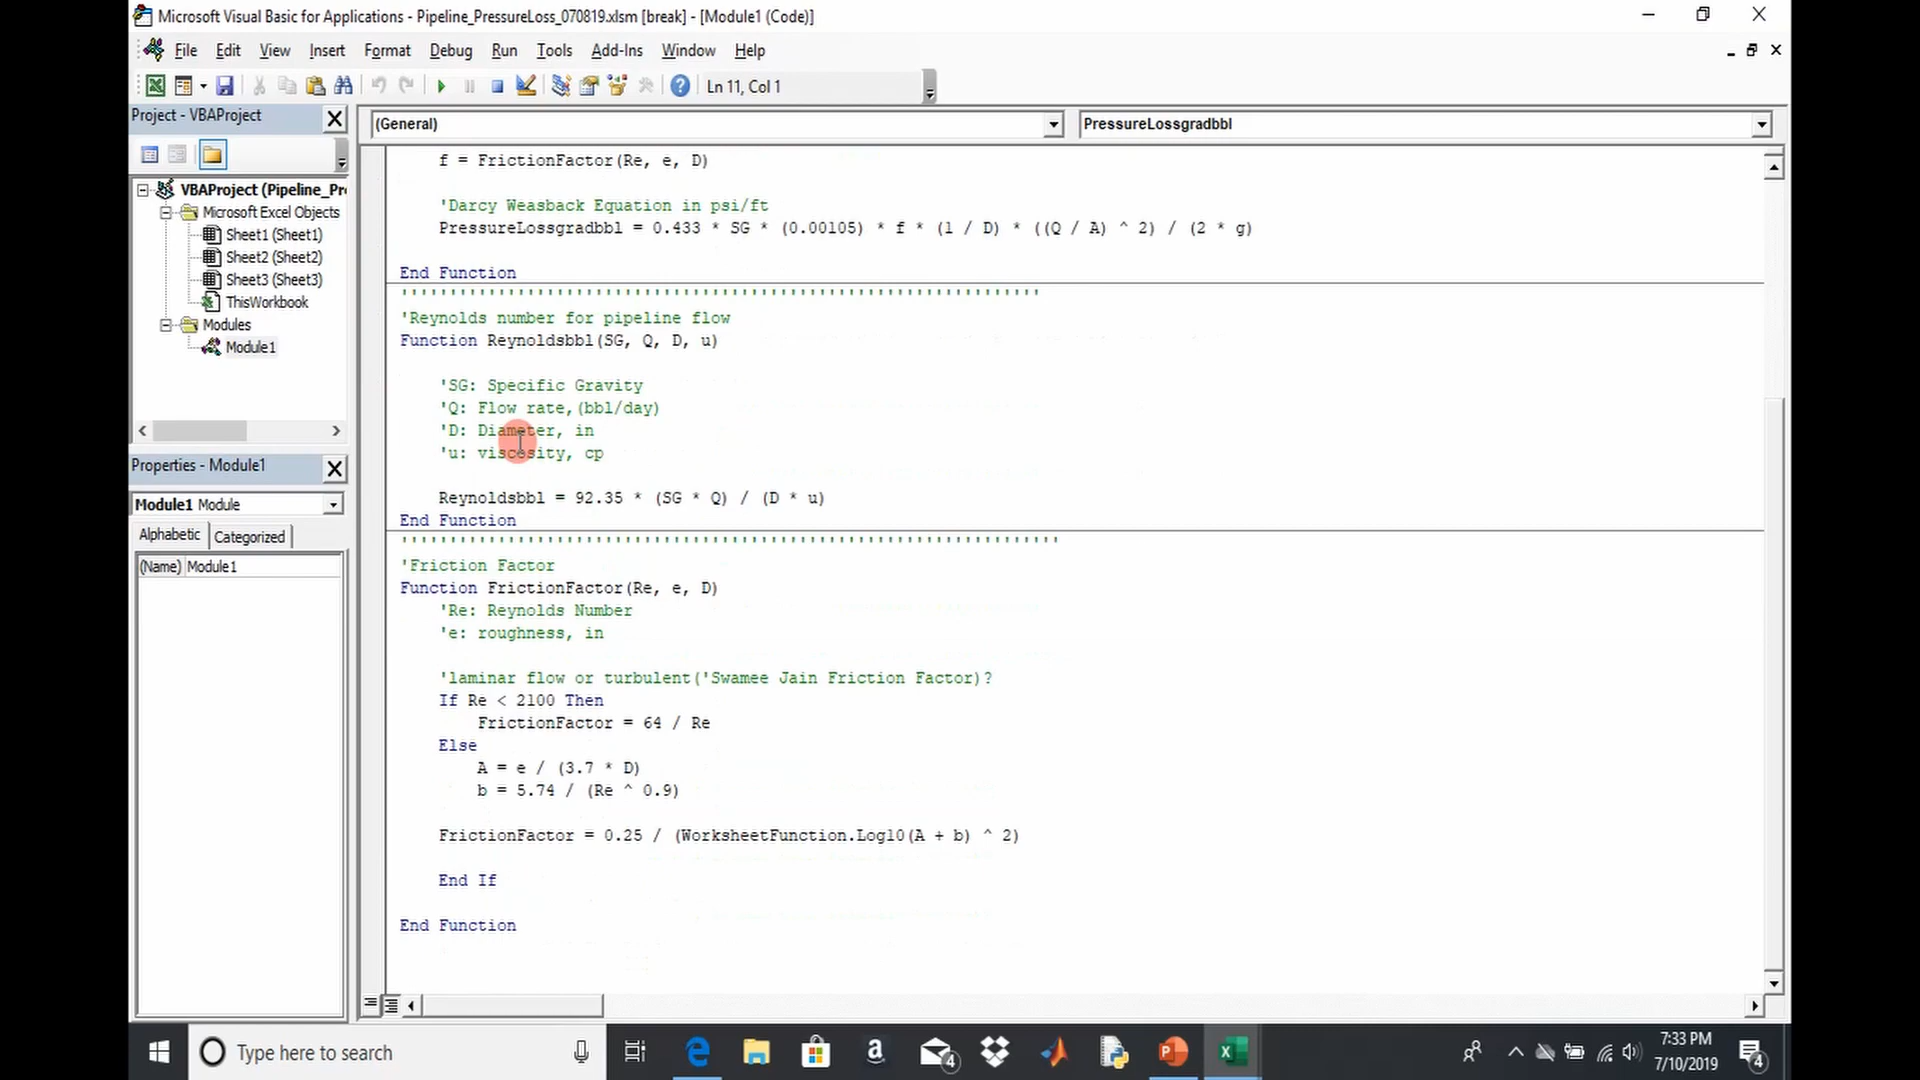 Microsoft Visual Basic for Applications - Pipeline_PressureLoss_070819.xlsm [break] - [Module1 (Code)]
File Edit View Insert Format Debug Run Tools Add-Ins Window Help
Ln 11, Col 1
Project - VBAProject
(General)
PressureLossgradbbl
VBAProject (Pipeline_Pr
Microsoft Excel Objects
Sheet1 (Sheet1)
Sheet2 (Sheet2)
Sheet3 (Sheet3)
ThisWorkbook
Modules
Module1
Properties - Module1
Module1 Module
Alphabetic Categorized
(Name) Module1
f = FrictionFactor(Re, e, D)
'Darcy Weasback Equation in psi/ft
PressureLossgradbbl = 0.433 * SG * (0.00105) * f * (1 / D) * ((Q / A) ^ 2) / (2 * g)
End Function
''''''''''''''''''''''''''''''''''''''''''''''''''''''''''''''''''
'Reynolds number for pipeline flow
Function Reynoldsbbl(SG, Q, D, u)
'SG: Specific Gravity
'Q: Flow rate,(bbl/day)
'D: Diameter, in
'u: viscosity, cp
Reynoldsbbl = 92.35 * (SG * Q) / (D * u)
End Function
''''''''''''''''''''''''''''''''''''''''''''''''''''''''''''''''''''
'Friction Factor
Function FrictionFactor(Re, e, D)
'Re: Reynolds Number
'e: roughness, in
'laminar flow or turbulent('Swamee Jain Friction Factor)?
If Re < 2100 Then
FrictionFactor = 64 / Re
Else
A = e / (3.7 * D)
b = 5.74 / (Re ^ 0.9)
FrictionFactor = 0.25 / (WorksheetFunction.Log10(A + b) ^ 2)
End If
End Function
Type here to search
4
7:33 PM
7/10/2019
4